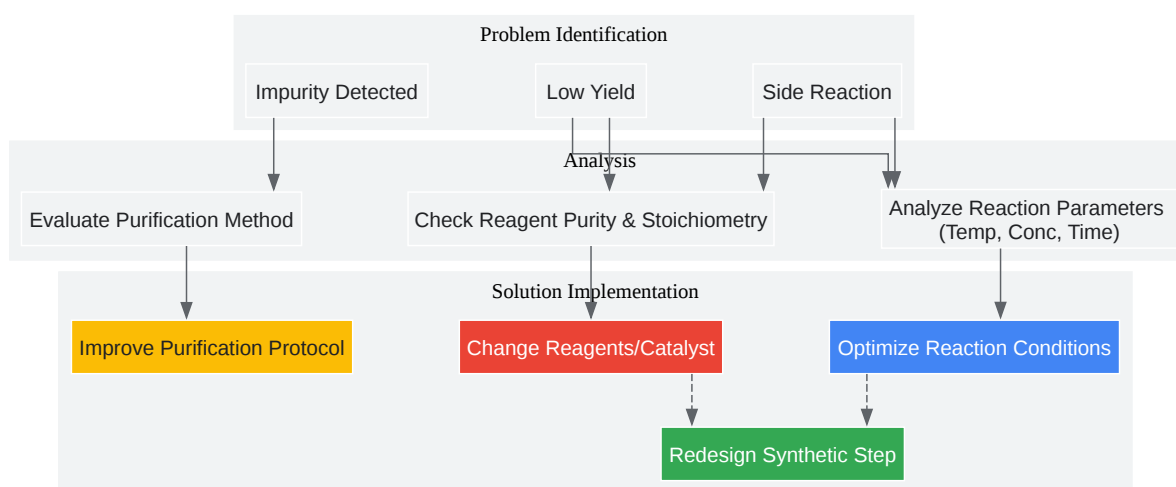 Problem Identification
Impurity Detected
Low Yield
Side Reaction
Analysis
Evaluate Purification Method
Check Reagent Purity & Stoichiometry
Analyze Reaction Parameters
(Temp, Conc, Time)
Solution Implementation
Improve Purification Protocol
Change Reagents/Catalyst
Optimize Reaction Conditions
Redesign Synthetic Step